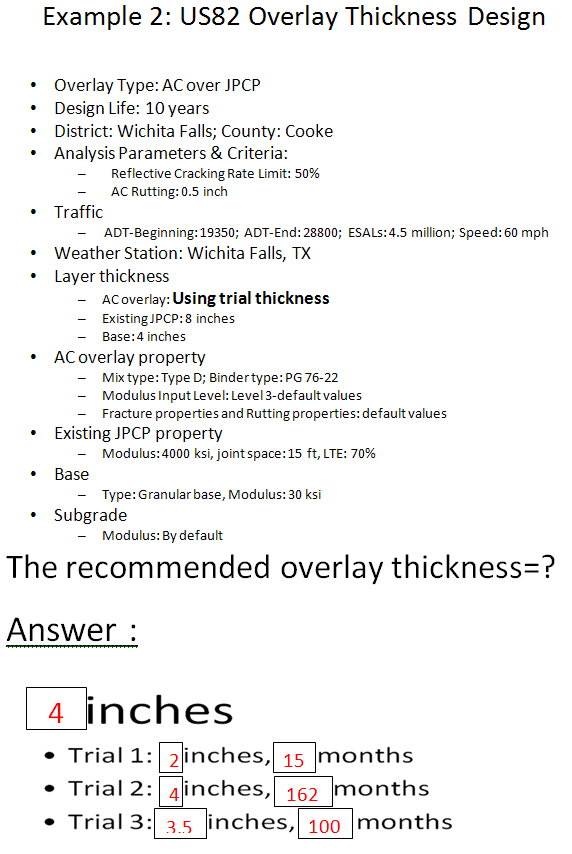 Example 2: US82 Overlay Thickness Design
• Overlay Type: AC over JPCP
• Design Life: 10 years
• District: Wichita Falls; County: Cooke
• Analysis Parameters & Criteria:
– Reflective Cracking Rate Limit: 50%
– AC Rutting: 0.5 inch
• Traffic
– ADT-Beginning: 19350; ADT-End: 28800; ESALs: 4.5 million; Speed: 60 mph
• Weather Station: Wichita Falls, TX
• Layer thickness
– AC overlay: Using trial thickness
– Existing JPCP: 8 inches
– Base: 4 inches
• AC overlay property
– Mix type: Type D; Binder type: PG 76-22
– Modulus Input Level: Level 3-default values
– Fracture properties and Rutting properties: default values
• Existing JPCP property
– Modulus: 4000 ksi, joint space: 15 ft, LTE: 70%
• Base
– Type: Granular base, Modulus: 30 ksi
• Subgrade
– Modulus: By default
The recommended overlay thickness=?
Answer :
4 inches
• Trial 1: 2 inches, 15 months
• Trial 2: 4 inches, 162 months
• Trial 3: 3.5 inches, 100 months